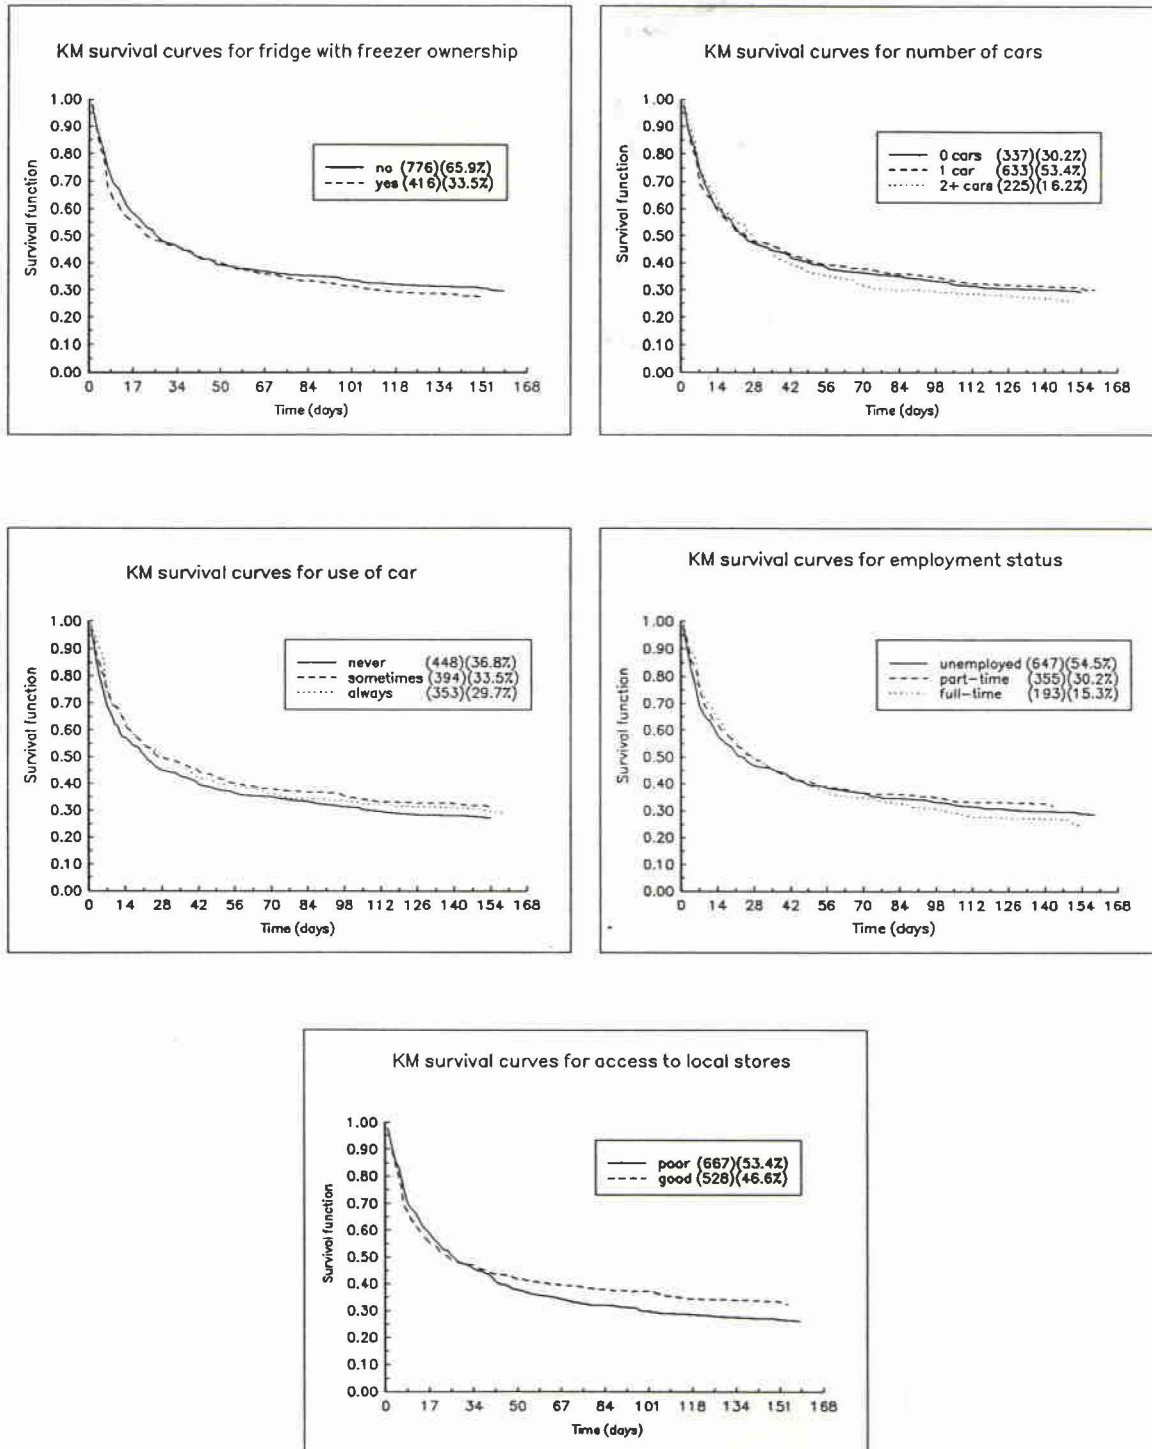 KM survival curves for fridge with freezer ownership
1.00
0.90
0.80
0.70
0.60
0.50
0.40
0.30
0.20
0.10
0.00
Survival function
no (776)(65.9%)
yes (416)(33.5%)
0 17 34 50 67 84 101 118 134 151 168
Time (days)
KM survival curves for number of cars
1.00
0.90
0.80
0.70
0.60
0.50
0.40
0.30
0.20
0.10
0.00
Survival function
0 cars (337)(30.2%)
1 car (633)(53.4%)
2+ cars (225)(16.2%)
0 14 28 42 56 70 84 98 112 126 140 154 168
Time (days)
KM survival curves for use of car
1.00
0.90
0.80
0.70
0.60
0.50
0.40
0.30
0.20
0.10
0.00
Survival function
never (448)(36.8%)
sometimes (394)(33.5%)
always (353)(29.7%)
0 14 28 42 56 70 84 98 112 126 140 154 168
Time (days)
KM survival curves for employment status
1.00
0.90
0.80
0.70
0.60
0.50
0.40
0.30
0.20
0.10
0.00
Survival function
unemployed (647)(54.5%)
part-time (355)(30.2%)
full-time (193)(15.3%)
0 14 28 42 56 70 84 98 112 126 140 154 168
Time (days)
KM survival curves for access to local stores
1.00
0.90
0.80
0.70
0.60
0.50
0.40
0.30
0.20
0.10
0.00
Survival function
poor (667)(53.4%)
good (528)(46.6%)
0 17 34 50 67 84 101 118 134 151 168
Time (days)